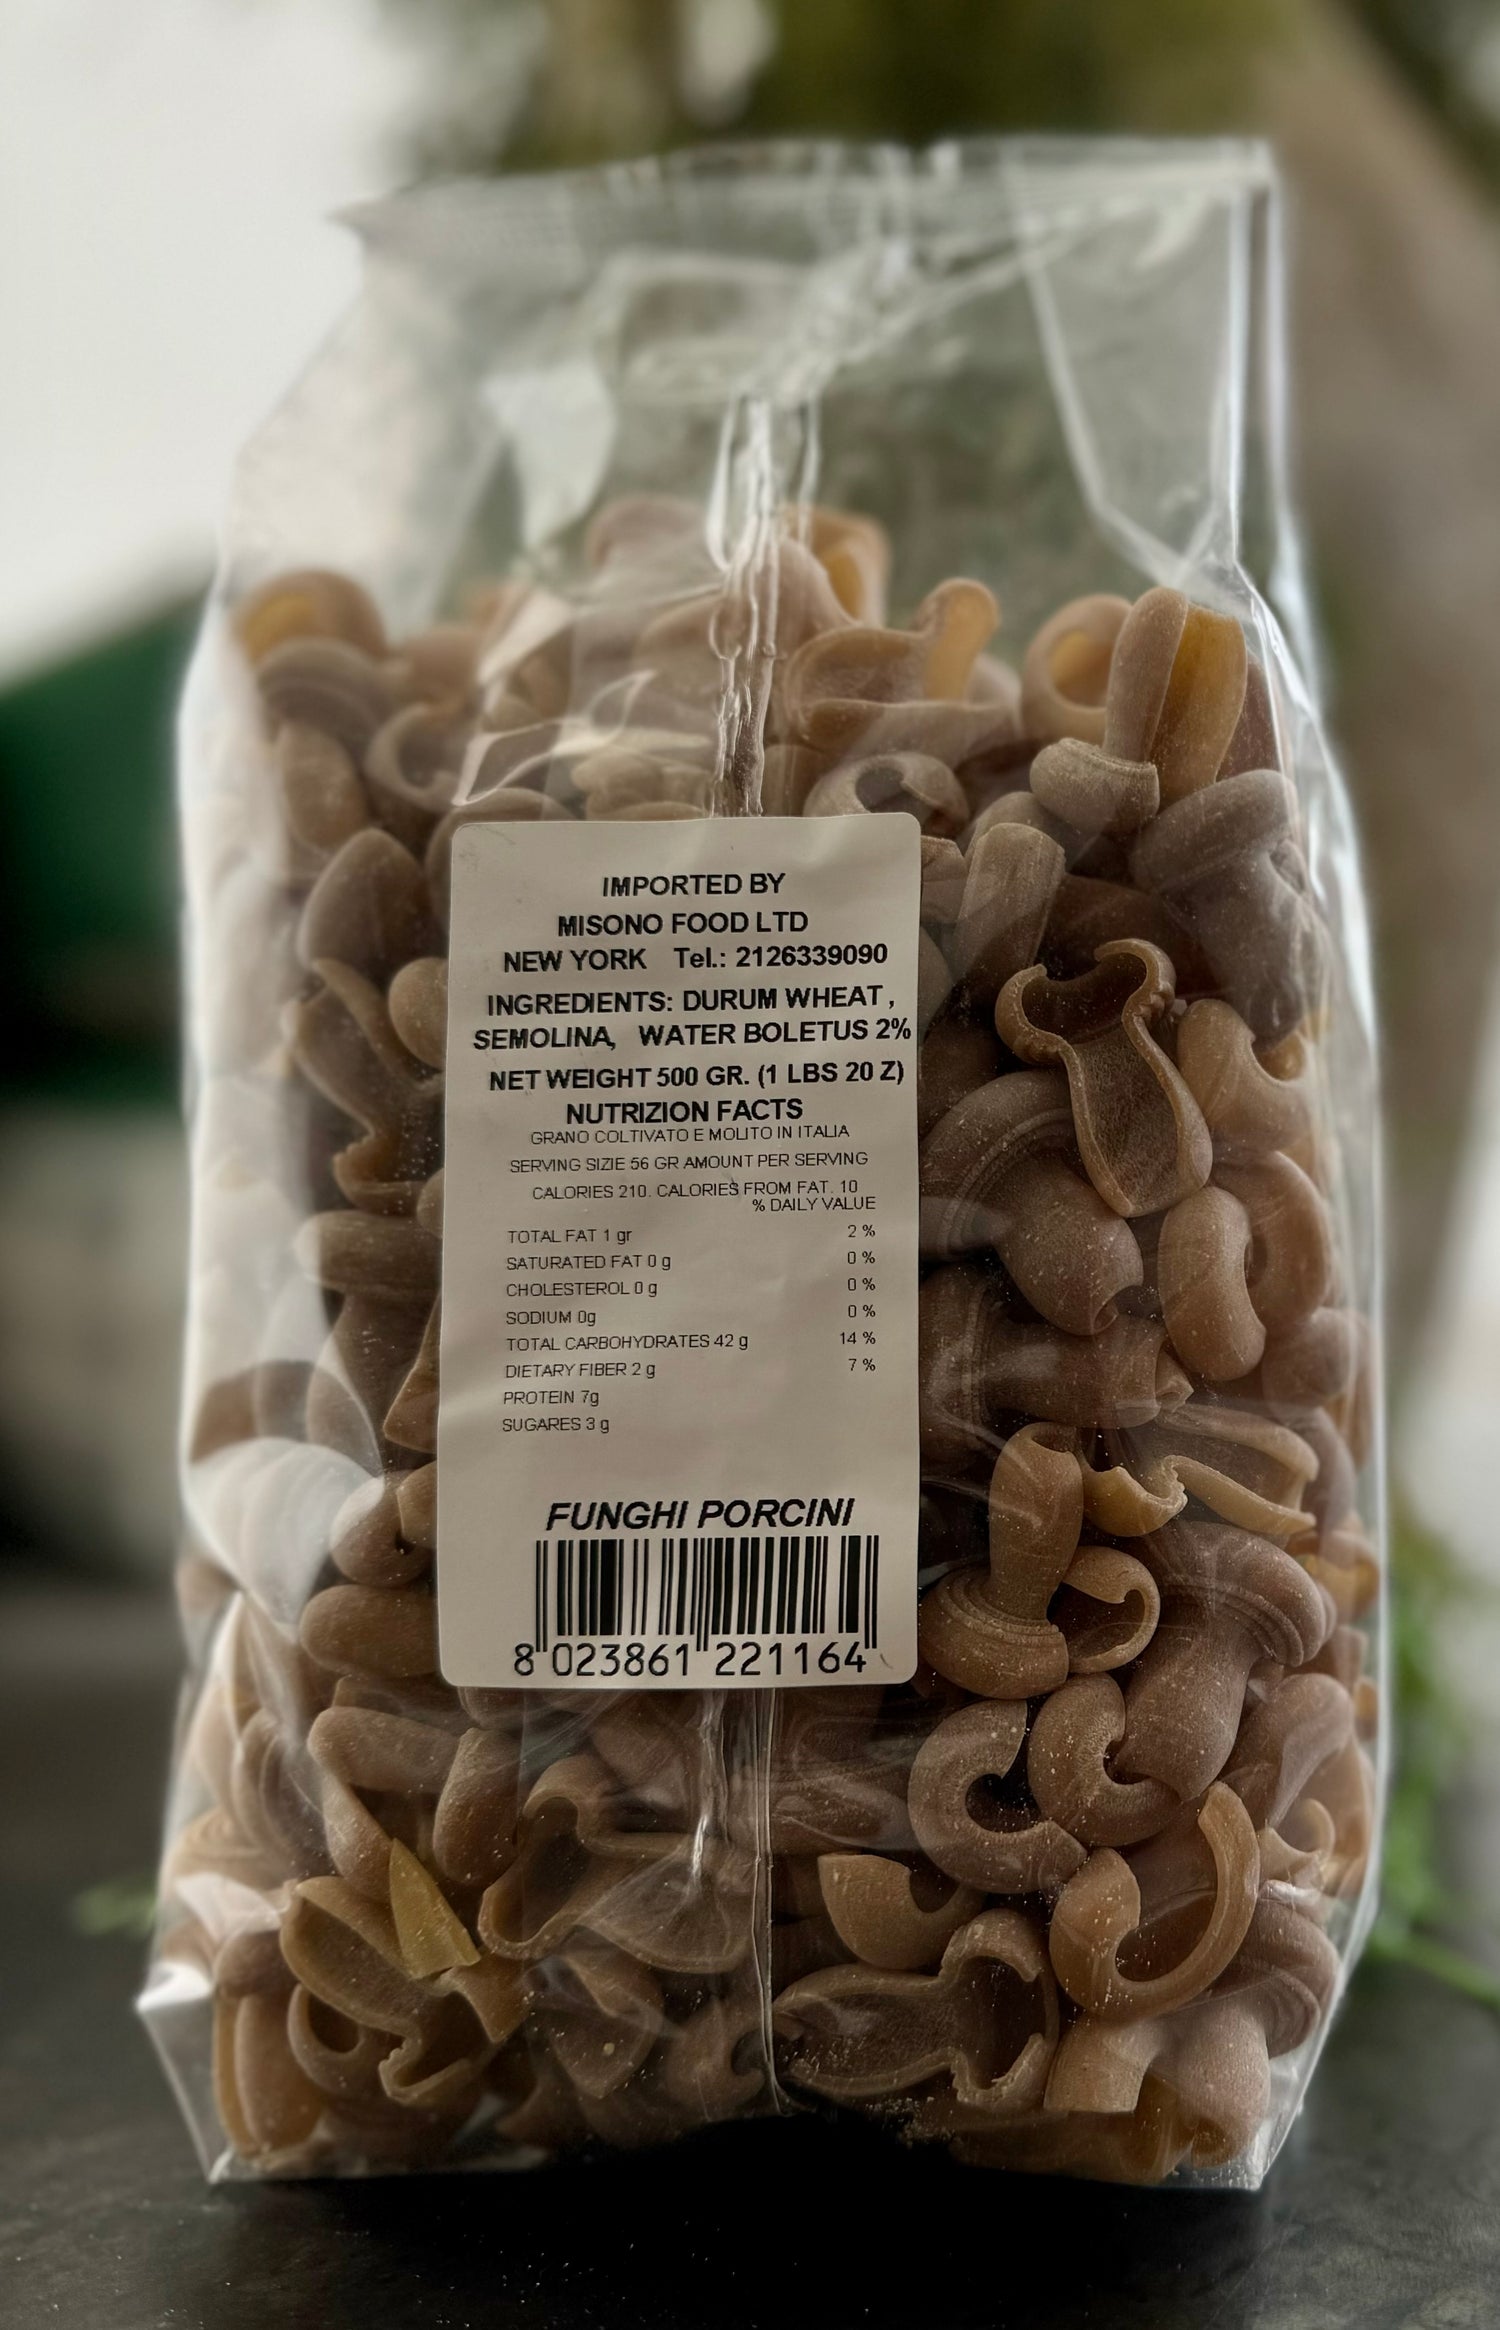 IMPORTED BY
MISONO FOOD LTD
NEW YORK Tel.: 2126339090
INGREDIENTS: DURUM WHEAT,
SEMOLINA, WATER BOLETUS 2%
NET WEIGHT 500 GR. (1 LBS 20 Z)
NUTRIZION FACTS
GRANO COLTIVATO E MOLITO IN ITALIA
SERVING SIZIE 56 GR AMOUNT PER SERVING
CALORIES 210. CALORIES FROM FAT. 10
% DAILY VALUE
TOTAL FAT 1 gr 2 %
SATURATED FAT 0 g 0 %
CHOLESTEROL 0 g 0 %
SODIUM 0g 0 %
TOTAL CARBOHYDRATES 42 g 14 %
DIETARY FIBER 2 g 7 %
PROTEIN 7g
SUGARES 3 g
FUNGHI PORCINI
8 023861 221164